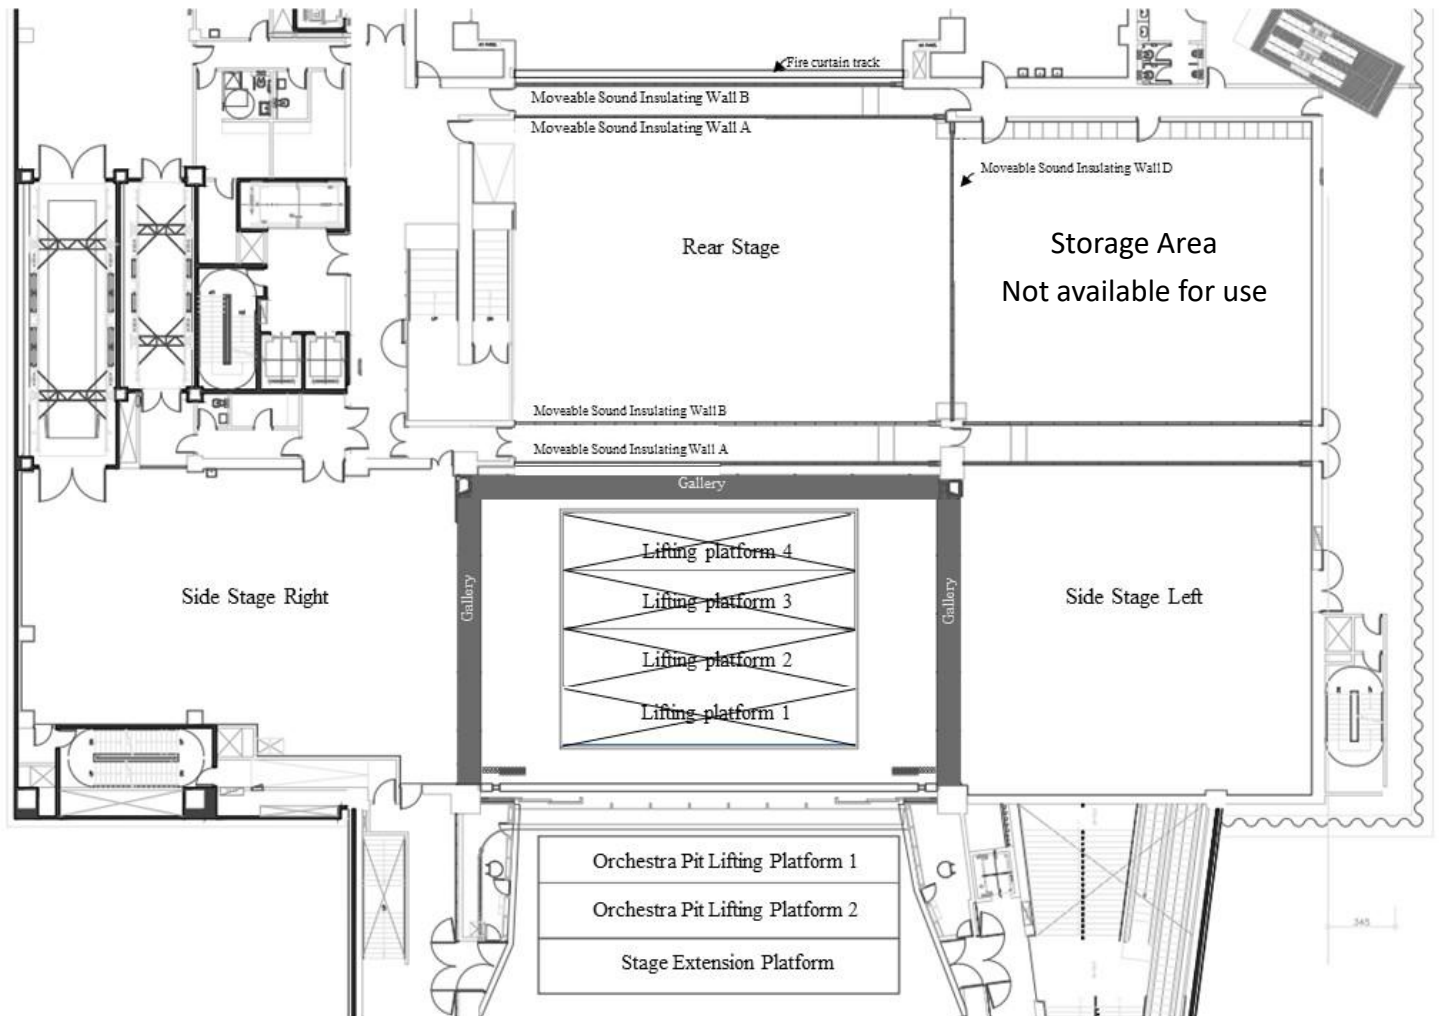 Fire curtain track
Moveable Sound Insulating Wall B
Moveable Sound Insulating Wall A
Moveable Sound Insulating Wall D
Rear Stage
Storage Area
Not available for use
Moveable Sound Insulating Wall B
Moveable Sound Insulating Wall A
Gallery
Lifting platform 4
Side Stage Right
Gallery
Lifting platform 3
Gallery
Side Stage Left
Lifting platform 2
Lifting platform 1
Orchestra Pit Lifting Platform 1
Orchestra Pit Lifting Platform 2
345
Stage Extension Platform